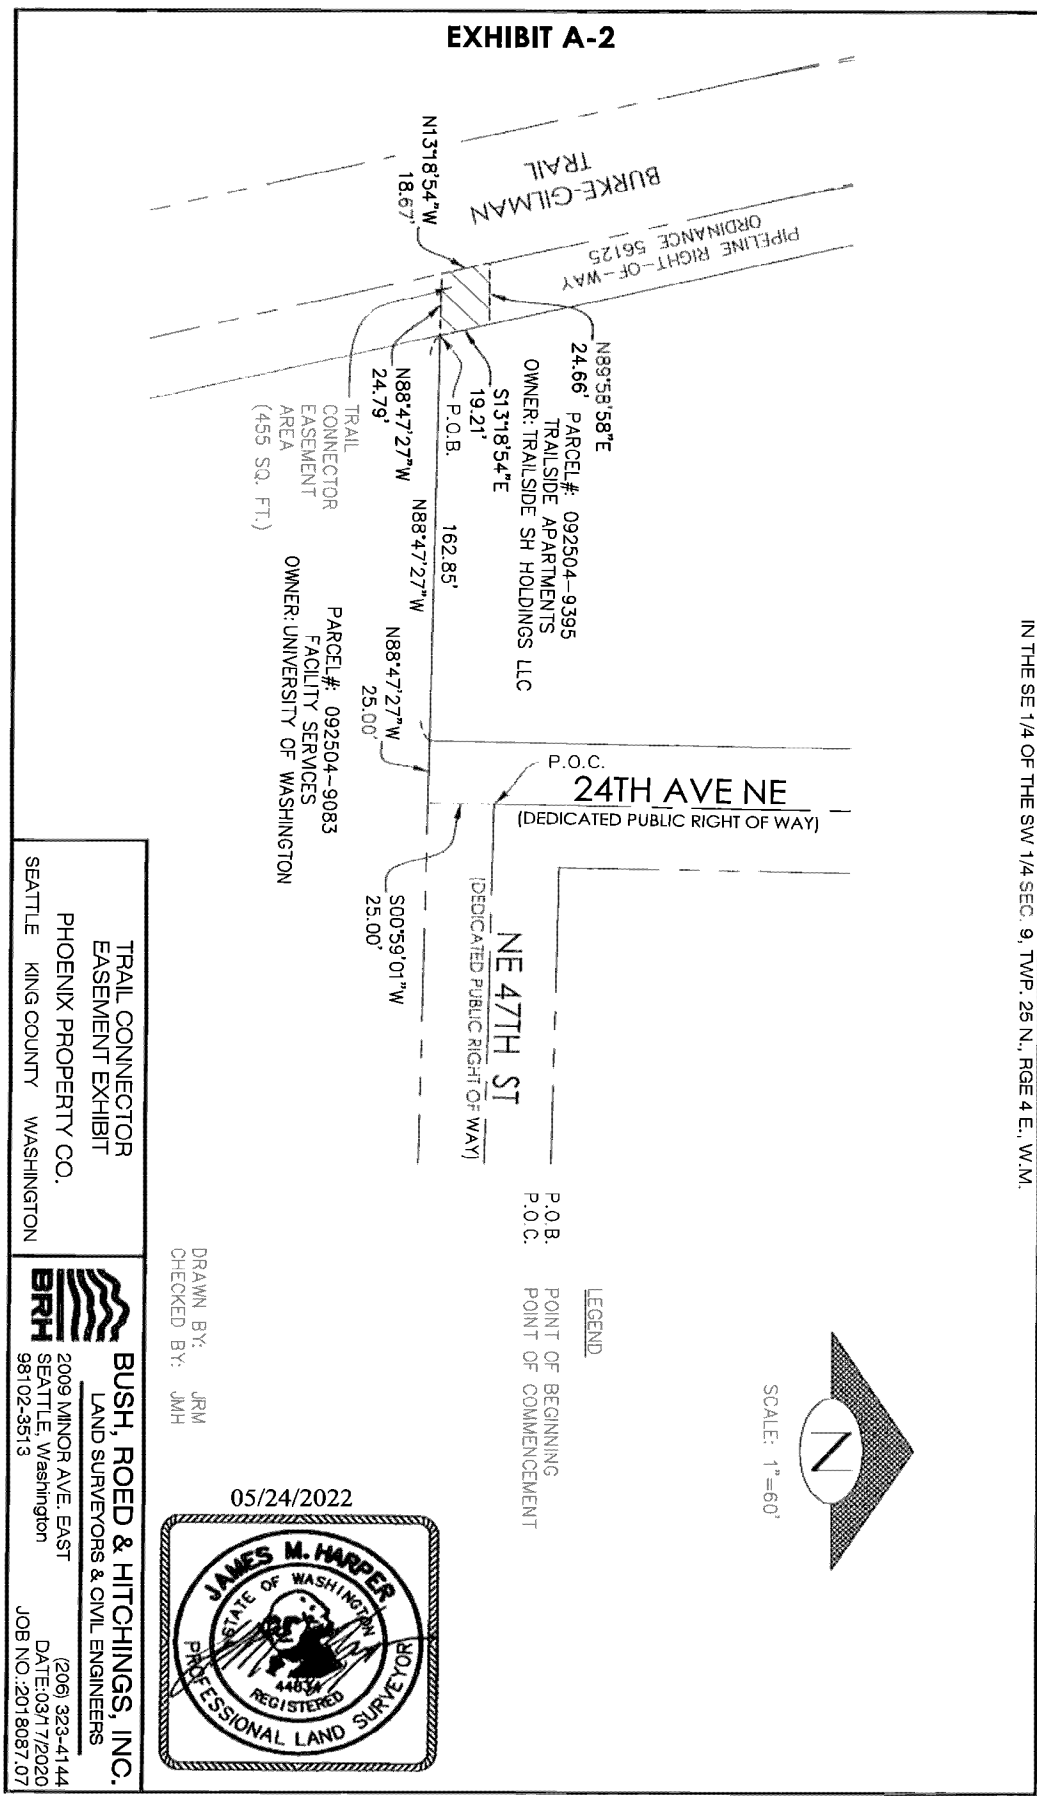 EXHIBIT A-2
IN THE SE 1/4 OF THE SW 1/4 SEC. 9, TWP. 25 N., RGE 4 E., W.M.
BURKE-GILMAN
TRAIL
PIPELINE RIGHT-OF-WAY
ORDINANCE 56125
N13°18'54"W
18.67'
N89°58'58"E
24.66'
PARCEL#: 092504-9395
TRAILSIDE APARTMENTS
OWNER: TRAILSIDE SH HOLDINGS LLC
S13°18'54"E
19.21'
P.O.B.
N88°47'27"W
24.79'
TRAIL
CONNECTOR
EASEMENT
AREA
(455 SQ. FT.)
162.85'
N88°47'27"W
N88°47'27"W
25.00'
PARCEL#: 092504-9083
FACILITY SERVICES
OWNER: UNIVERSITY OF WASHINGTON
P.O.C.
24TH AVE NE
(DEDICATED PUBLIC RIGHT OF WAY)
S00°59'01"W
25.00'
NE 47TH ST
(DEDICATED PUBLIC RIGHT OF WAY)
LEGEND
P.O.B. POINT OF BEGINNING
P.O.C. POINT OF COMMENCEMENT
N
SCALE: 1"=60'
DRAWN BY: JRM
CHECKED BY: JMH
05/24/2022
JAMES M. HARPER
STATE OF WASHINGTON
44634
REGISTERED
PROFESSIONAL LAND SURVEYOR
TRAIL CONNECTOR
EASEMENT EXHIBIT
PHOENIX PROPERTY CO.
SEATTLE KING COUNTY WASHINGTON
BRH
BUSH, ROED & HITCHINGS, INC.
LAND SURVEYORS & CIVIL ENGINEERS
2009 MINOR AVE. EAST (206) 323-4144
SEATTLE, Washington DATE:03/17/2020
98102-3513 JOB NO.:2018087.07